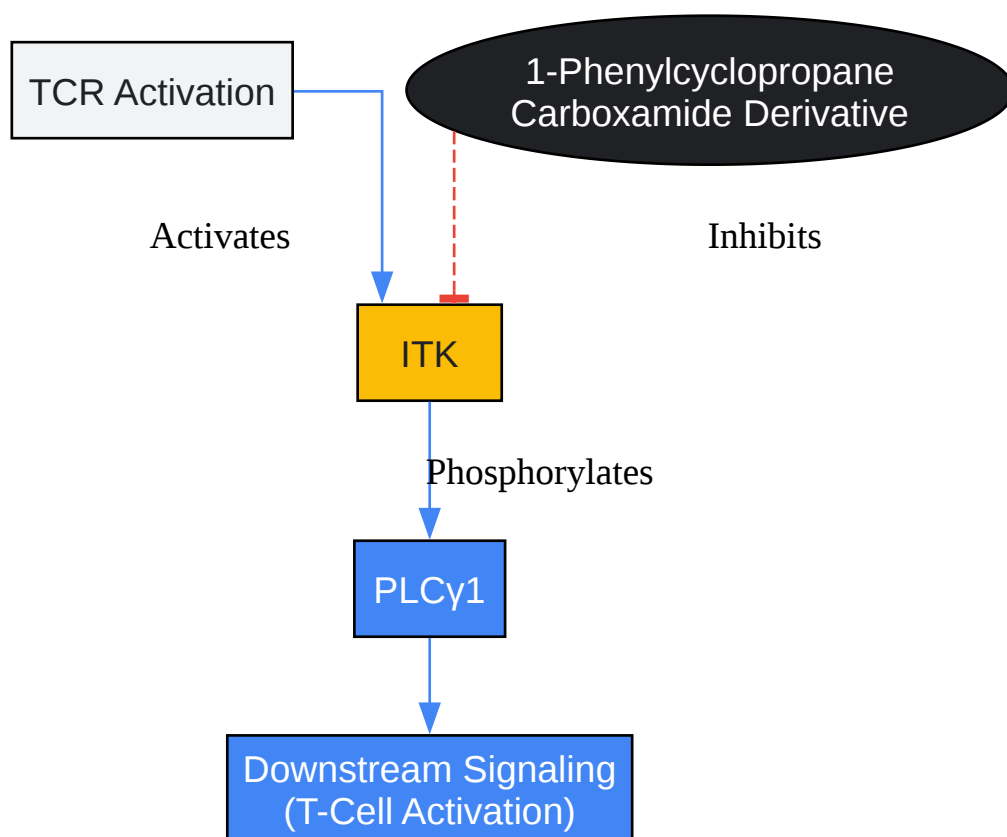 TCR Activation
1-Phenylcyclopropane
Carboxamide Derivative
Activates
Inhibits
ITK
Phosphorylates
PLCγ1
Downstream Signaling
(T-Cell Activation)